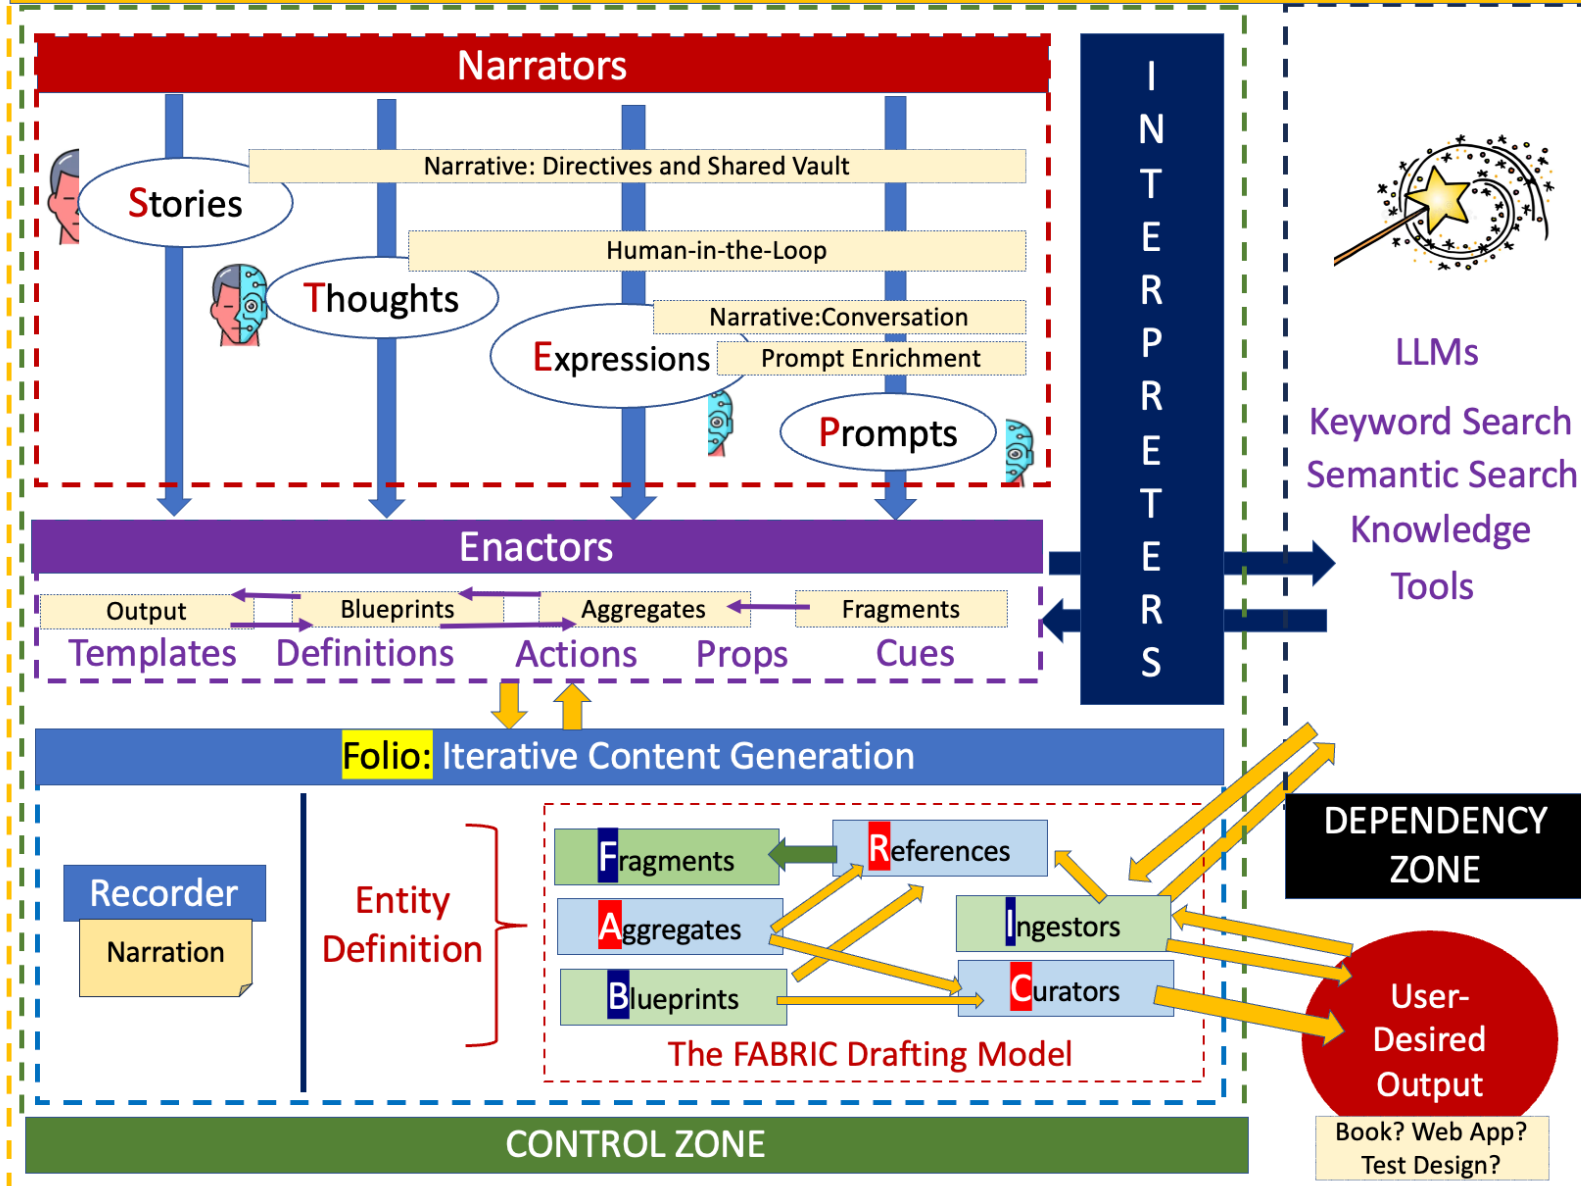 Narrators
Narrative: Directives and Shared Vault
Stories
Human-in-the-Loop
Thoughts
Narrative:Conversation
Expressions
Prompt Enrichment
Prompts
INTERPRETERS
LLMs
Keyword Search
Semantic Search
Knowledge
Tools
Enactors
Output
Blueprints
Aggregates
Fragments
Templates
Definitions
Actions
Props
Cues
Folio: Iterative Content Generation
Recorder
Narration
Entity
Definition
Fragments
References
Aggregates
Ingestors
Blueprints
Curators
The FABRIC Drafting Model
DEPENDENCY
ZONE
User-
Desired
Output
Book? Web App?
Test Design?
CONTROL ZONE